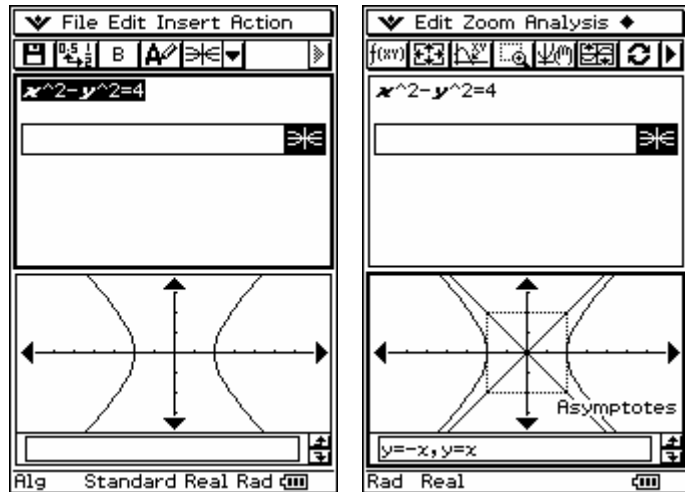 File Edit Insert Action
B
x^2-y^2=4
Alg Standard Real Rad
Edit Zoom Analysis
x^2-y^2=4
Asymptotes
y=-x,y=x
Rad Real